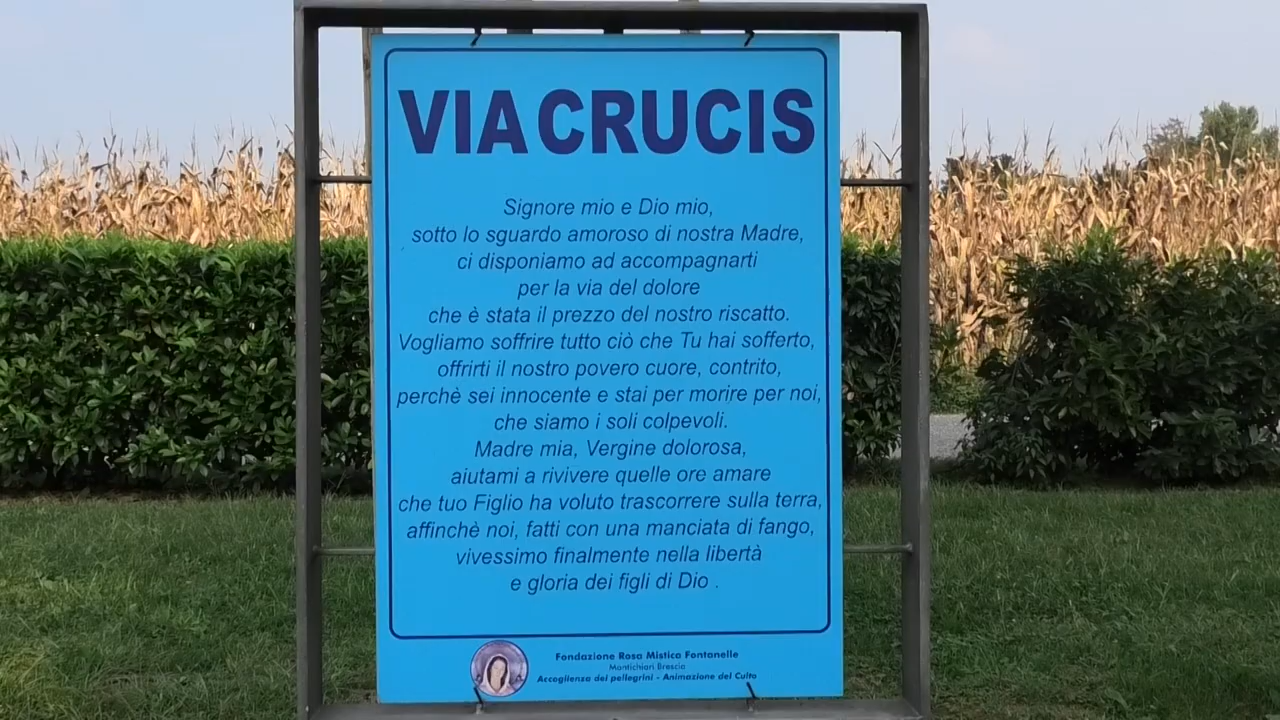 VIA CRUCIS
Signore mio e Dio mio,
sotto lo sguardo amoroso di nostra Madre,
ci disponiamo ad accompagnarti
per la via del dolore
che è stata il prezzo del nostro riscatto.
Vogliamo soffrire tutto ciò che Tu hai sofferto,
offrirti il nostro povero cuore, contrito,
perchè sei innocente e stai per morire per noi,
che siamo i soli colpevoli.
Madre mia, Vergine dolorosa,
aiutami a rivivere quelle ore amare
che tuo Figlio ha voluto trascorrere sulla terra,
affinchè noi, fatti con una manciata di fango,
vivessimo finalmente nella libertà
e gloria dei figli di Dio .
Fondazione Rosa Mistica Fontanelle
Montichiari Brescia
Accoglienza dei pellegrini - Animazione del Culto